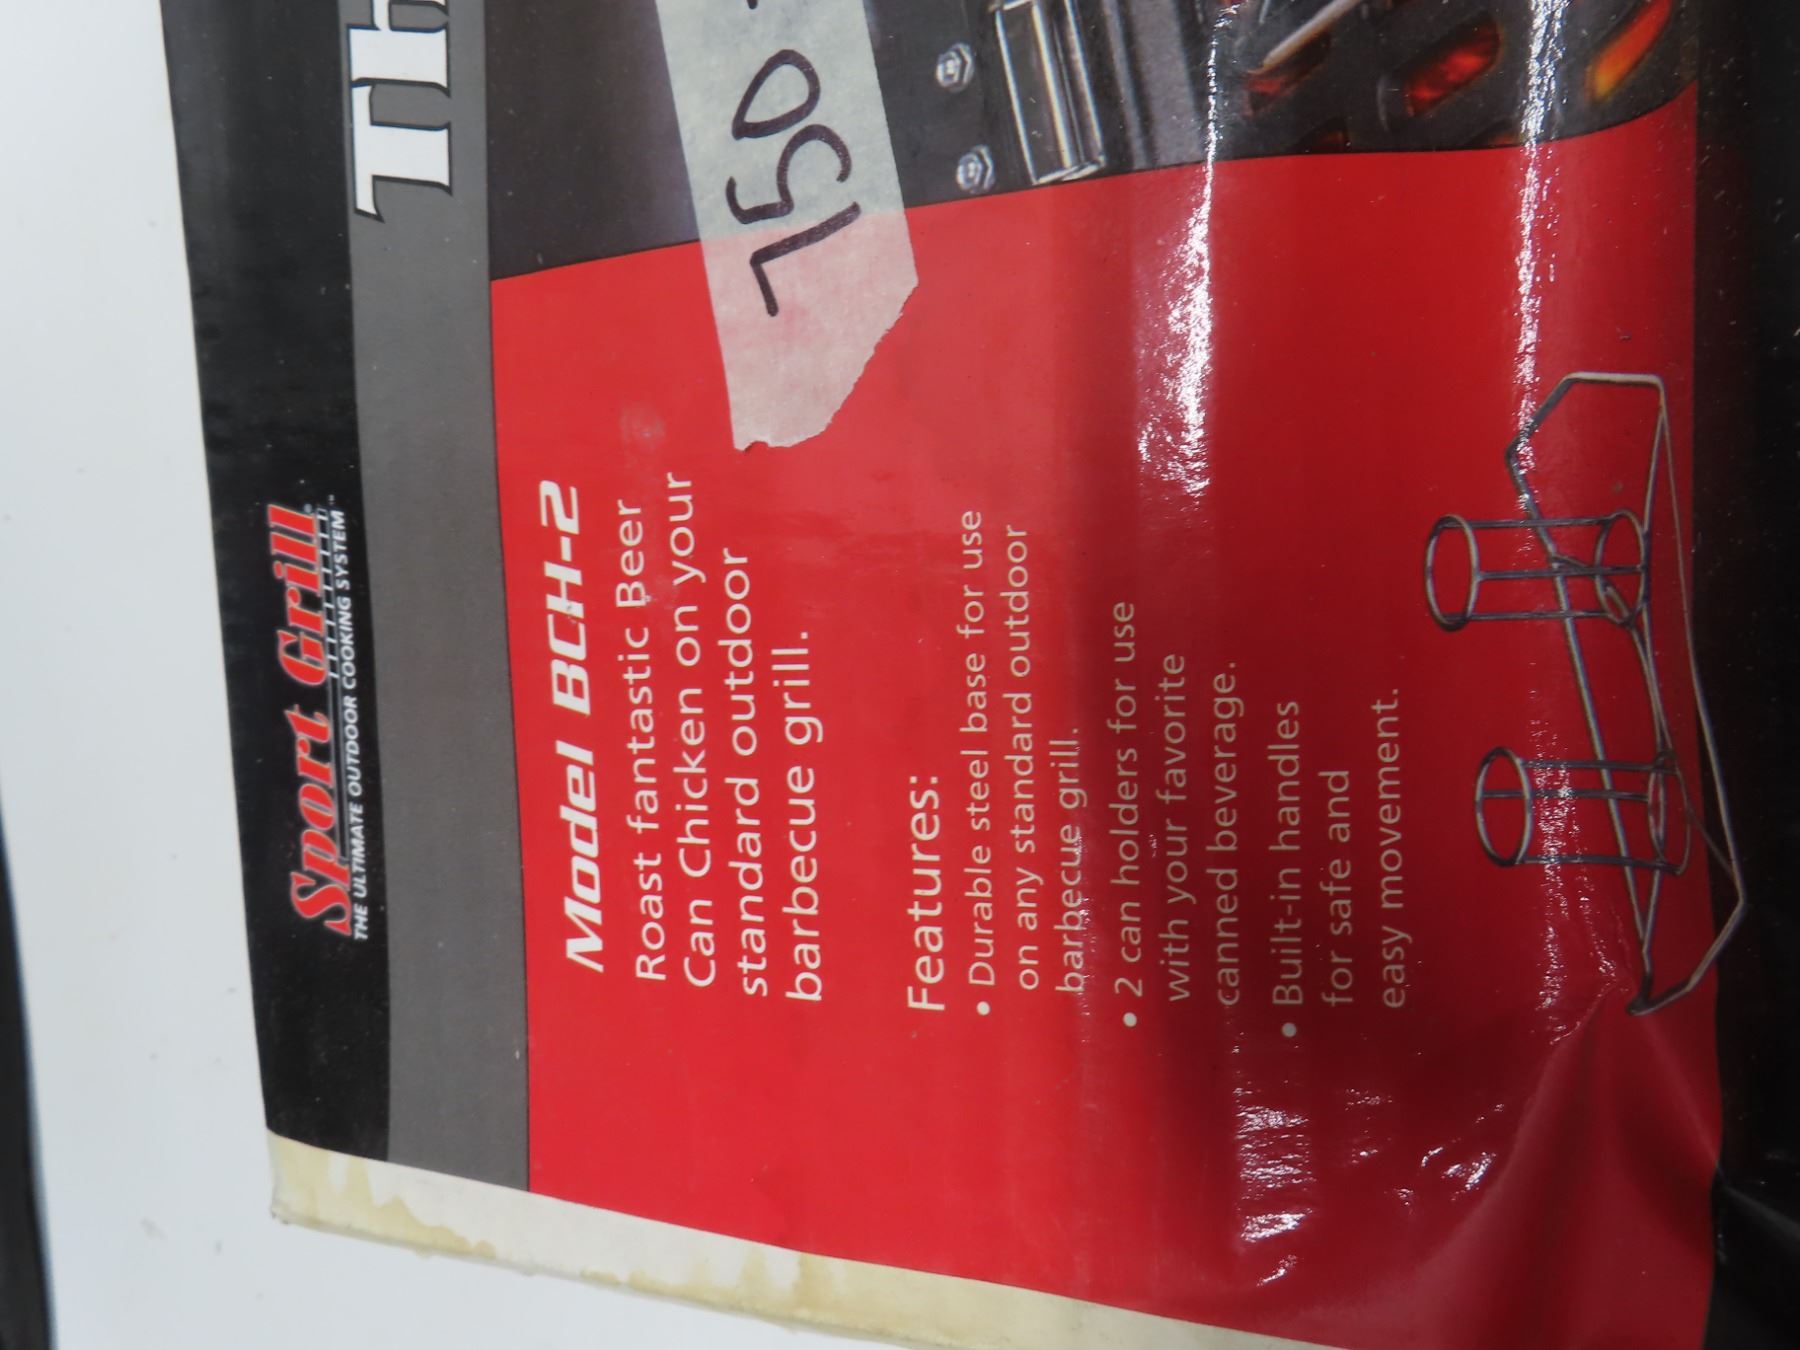 Sport Grill®
THE ULTIMATE OUTDOOR COOKING SYSTEM™
Th
750
Model BCH-2
Roast fantastic Beer
Can Chicken on your
standard outdoor
barbecue grill.
Features:
• Durable steel base for use
on any standard outdoor
barbecue grill.
• 2 can holders for use
with your favorite
canned beverage.
• Built-in handles
for safe and
easy movement.